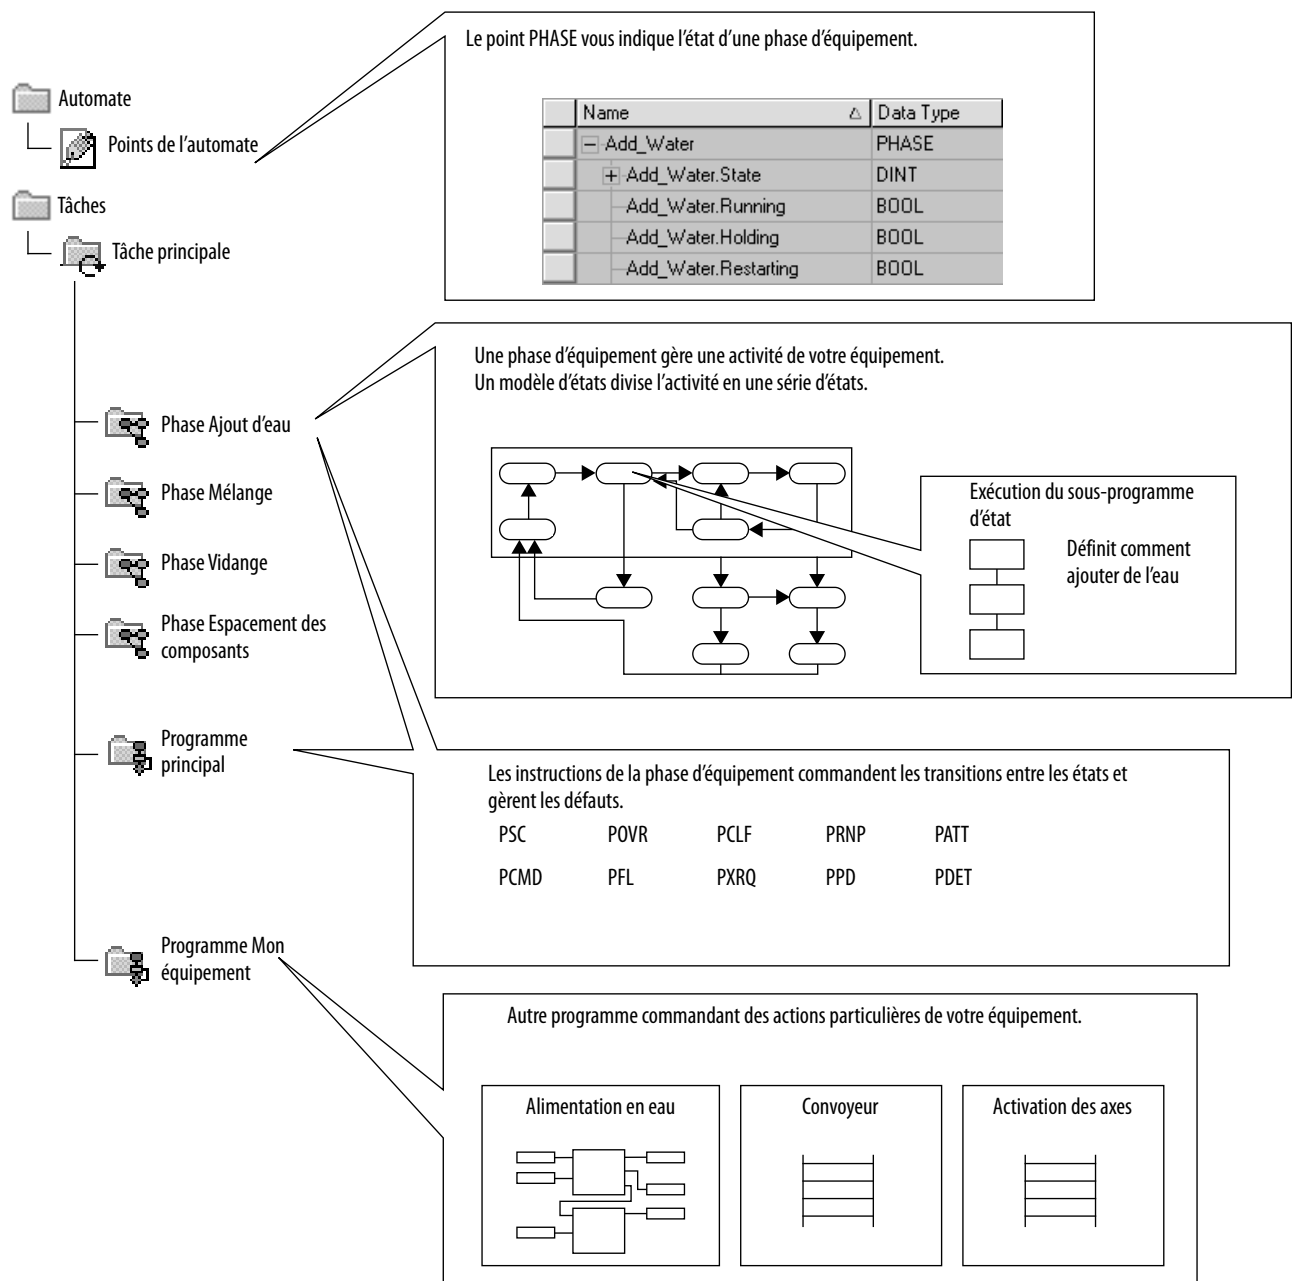 Le point PHASE vous indique l’état d’une phase d’équipement.
Automate
Points de l’automate
Tâches
Tâche principale
Name Data Type
Add_Water PHASE
Add_Water.State DINT
Add_Water.Running BOOL
Add_Water.Holding BOOL
Add_Water.Restarting BOOL
Une phase d’équipement gère une activité de votre équipement.
Un modèle d’états divise l’activité en une série d’états.
Phase Ajout d’eau
Phase Mélange
Phase Vidange
Phase Espacement des
composants
Exécution du sous-programme
d’état
Définit comment
ajouter de l’eau
Programme
principal
Les instructions de la phase d’équipement commandent les transitions entre les états et
gèrent les défauts.
PSC POVR PCLF PRNP PATT
PCMD PFL PXRQ PPD PDET
Programme Mon
équipement
Autre programme commandant des actions particulières de votre équipement.
Alimentation en eau
Convoyeur
Activation des axes